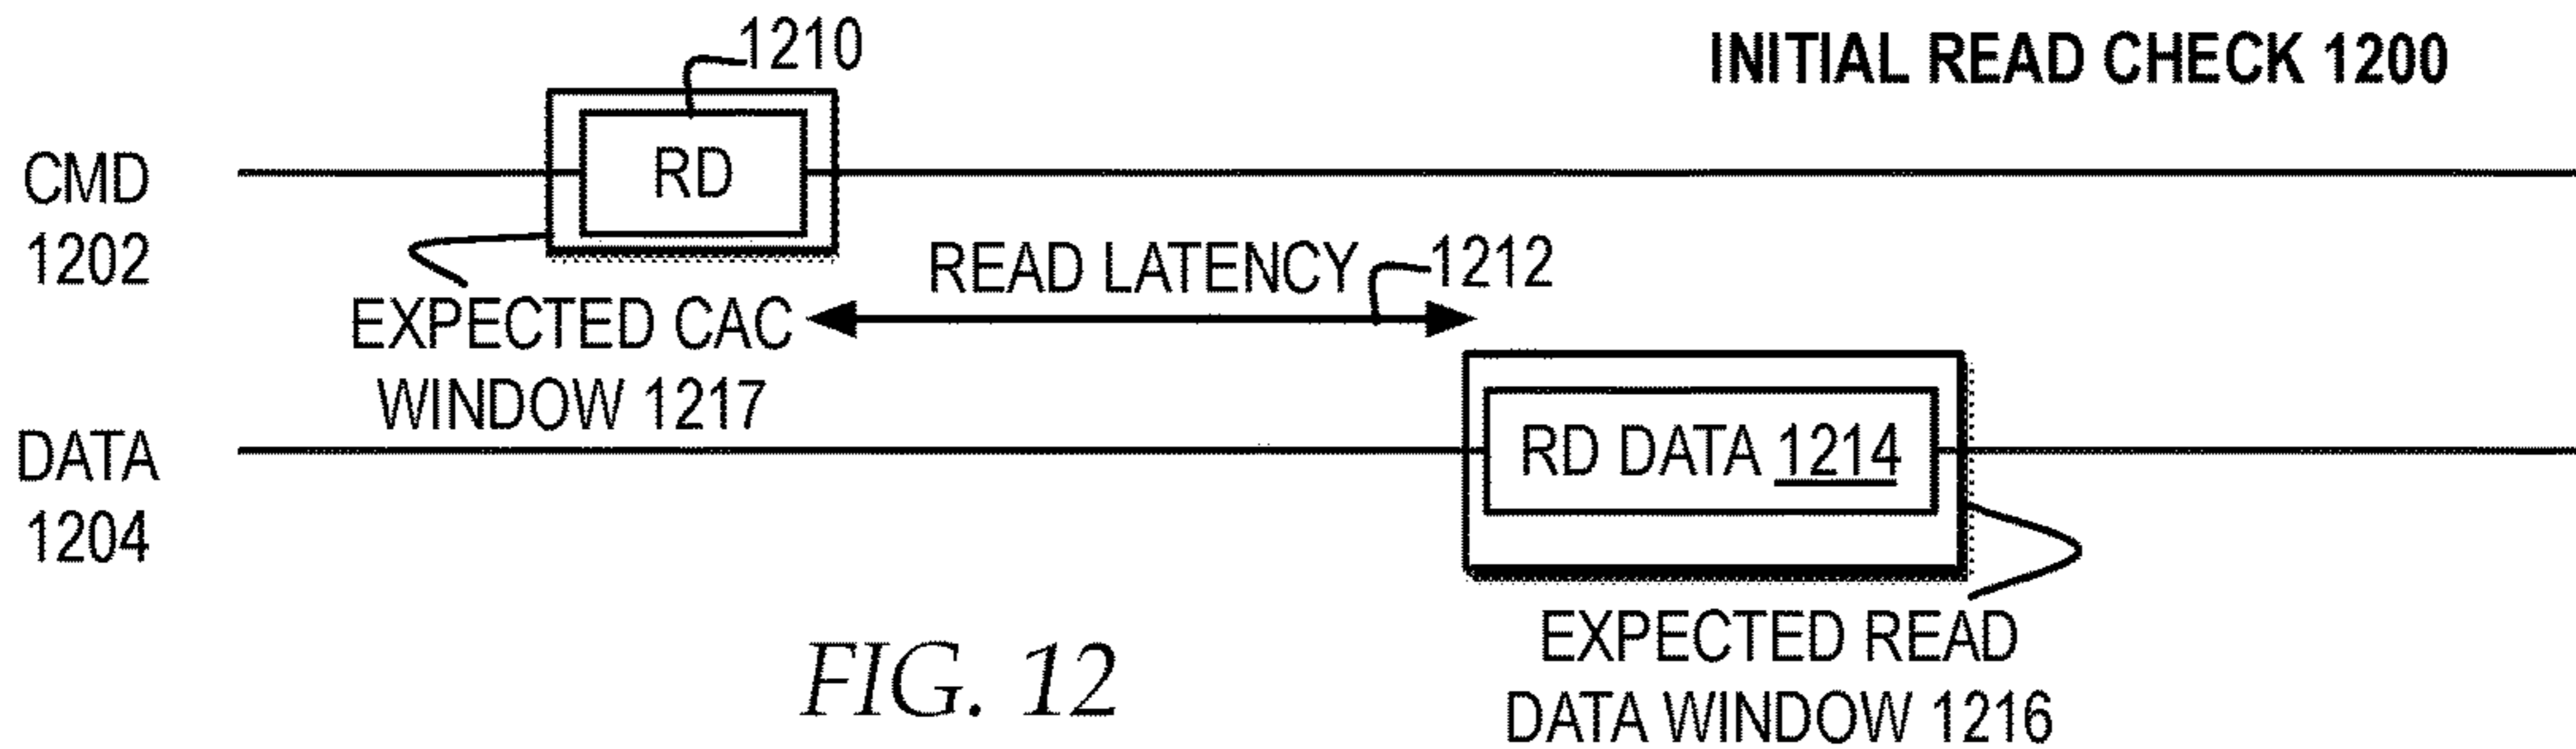 1210
INITIAL READ CHECK 1200
CMD
1202
RD
READ LATENCY
1212
EXPECTED CAC
WINDOW 1217
DATA
1204
RD DATA 1214
EXPECTED READ
DATA WINDOW 1216
FIG. 12